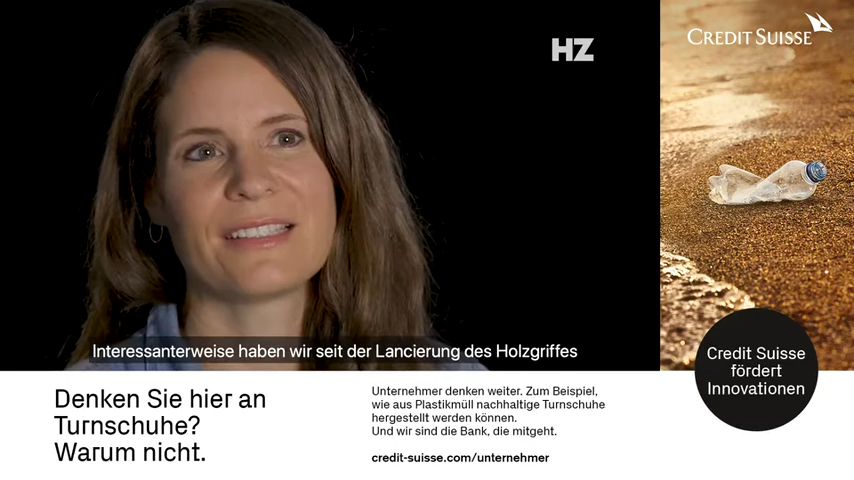 HZ
CREDIT SUISSE
Interessanterweise haben wir seit der Lancierung des Holzgriffes
Credit Suisse
fördert
Innovationen
Denken Sie hier an
Turnschuhe?
Warum nicht.
Unternehmer denken weiter. Zum Beispiel,
wie aus Plastikmüll nachhaltige Turnschuhe
hergestellt werden können.
Und wir sind die Bank, die mitgeht.
credit-suisse.com/unternehmer